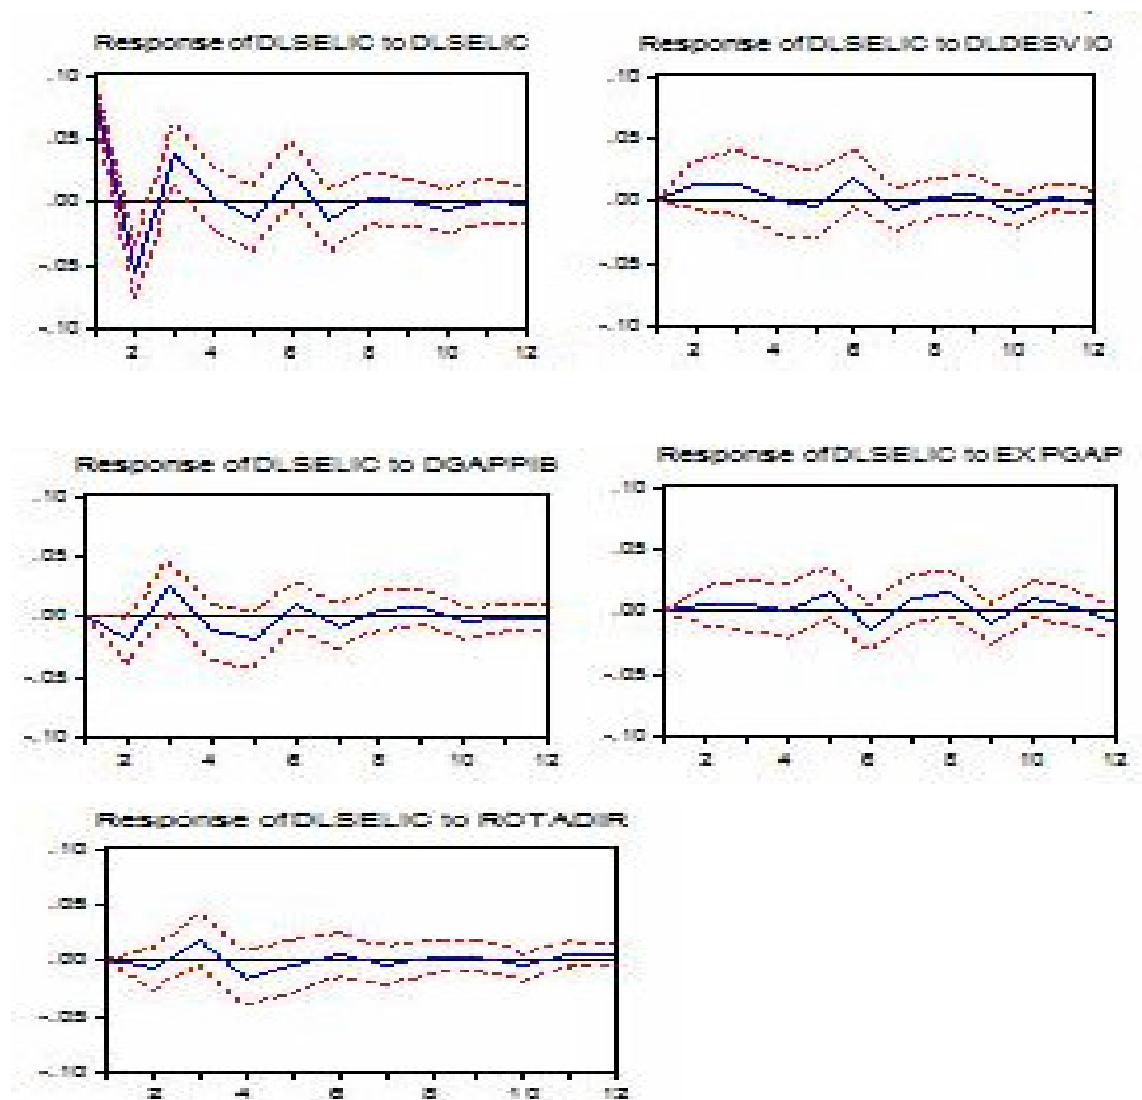 Response of DLSELIC to DLSELIC
.10
.05
.00
-.05
-.10
2 4 6 8 10 12
Response of DLSELIC to DLDESVIO
.10
.05
.00
-.05
-.10
2 4 6 8 10 12
Response of DLSELIC to DGAPPIB
.10
.05
.00
-.05
-.10
2 4 6 8 10 12
Response of DLSELIC to EXPGAP
.10
.05
.00
-.05
-.10
2 4 6 8 10 12
Response of DLSELIC to ROTADIR
.10
.05
.00
-.05
-.10
2 4 6 8 10 12